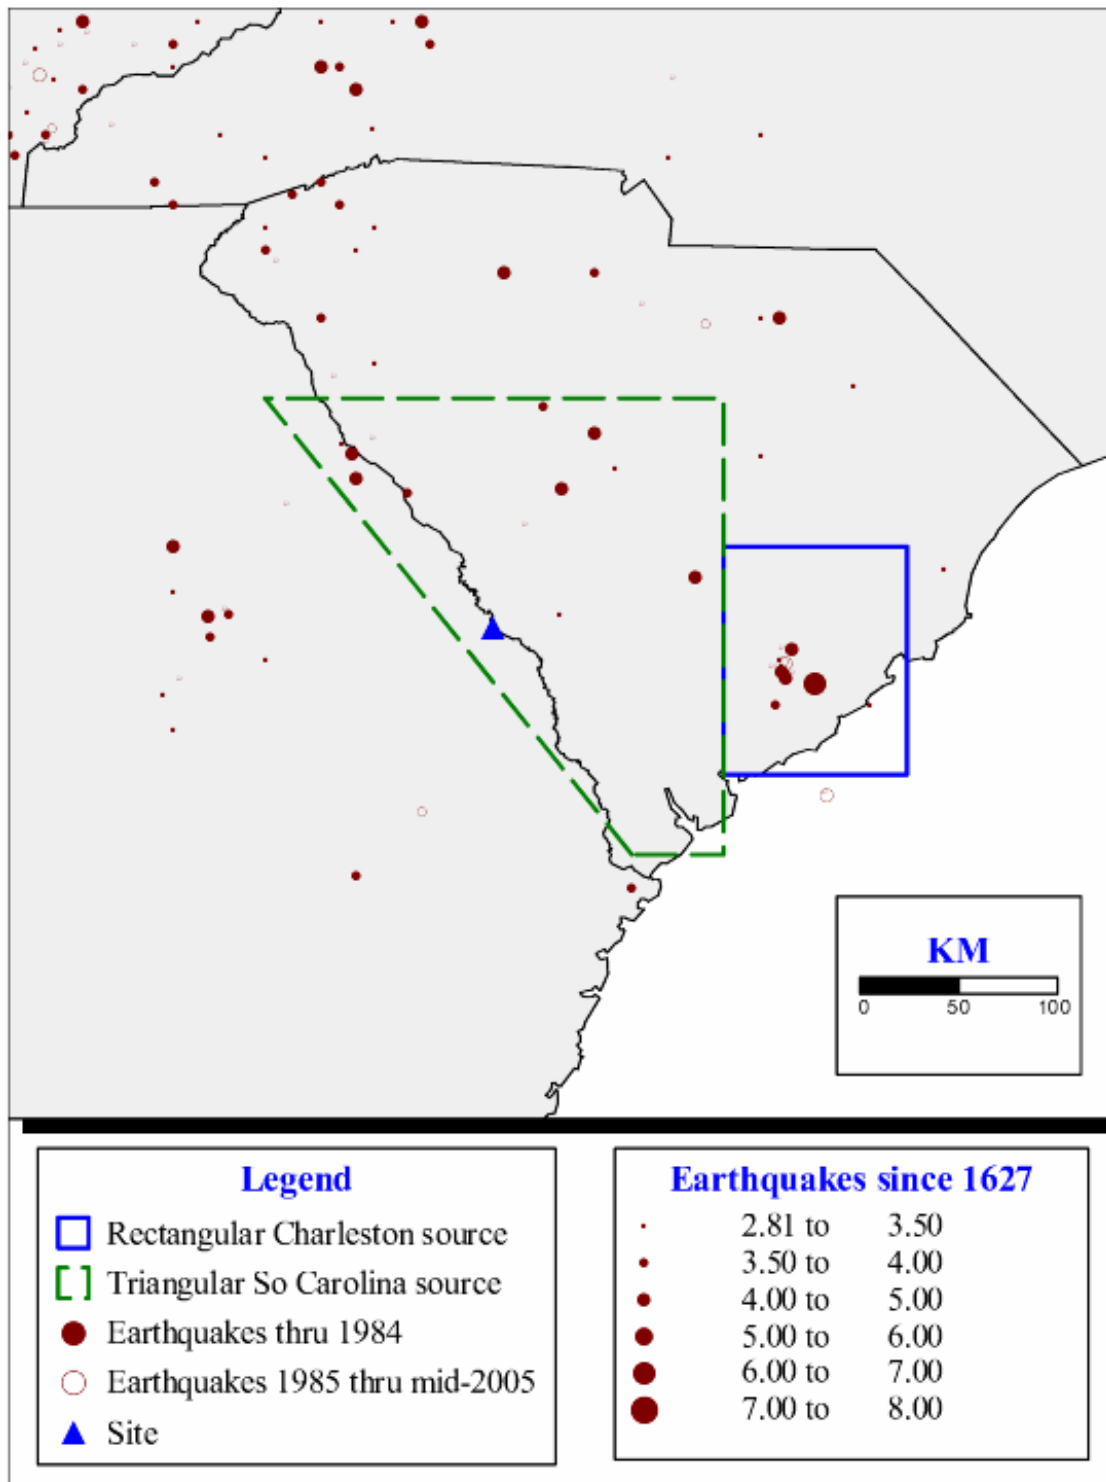 KM
0 50 100
Legend
Rectangular Charleston source
Triangular So Carolina source
Earthquakes thru 1984
Earthquakes 1985 thru mid-2005
Site
Earthquakes since 1627
2.81 to 3.50
3.50 to 4.00
4.00 to 5.00
5.00 to 6.00
6.00 to 7.00
7.00 to 8.00